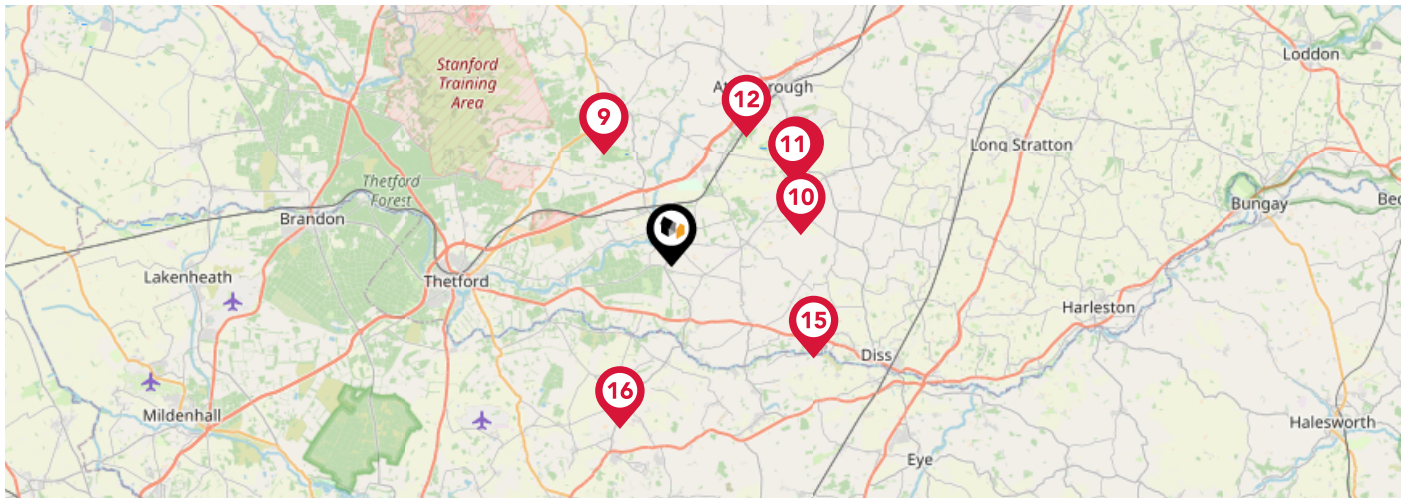 Loddon
Stanford
Training
Area
12
9
11
Long Stratton
Thetford
Forest
10
Bungay
Brandon
Lakenheath
Thetford
Harleston
15
Diss
16
Mildenhall
Halesworth
Eye